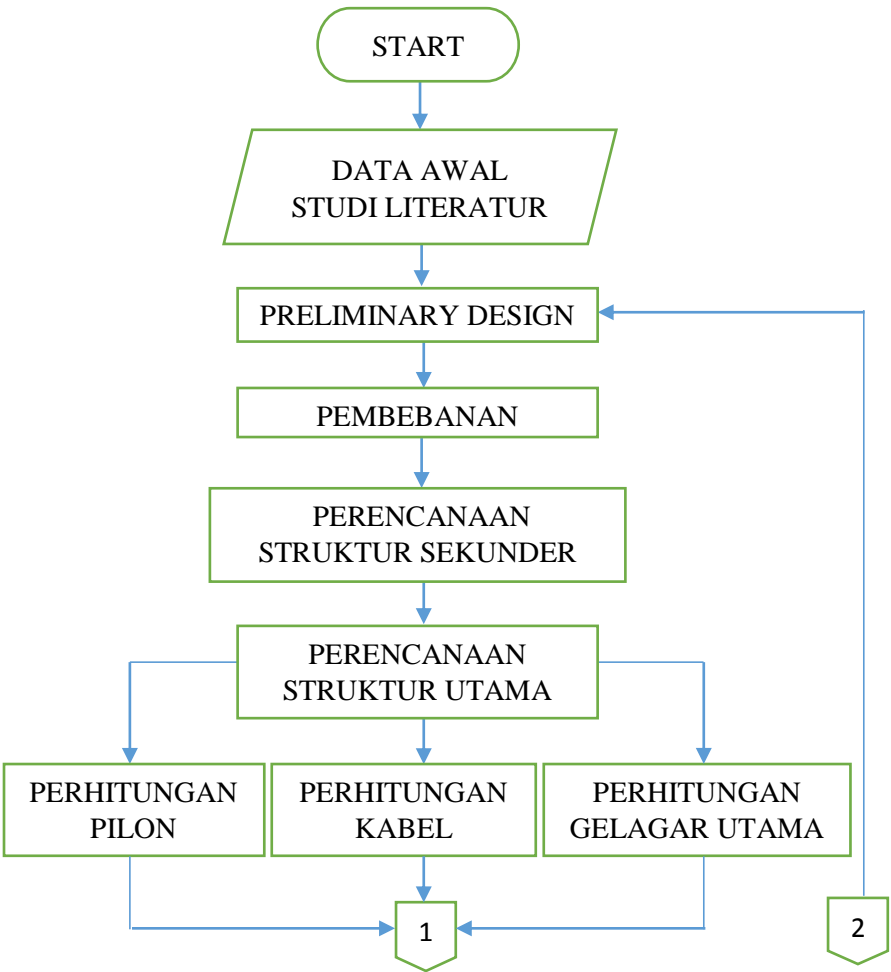 START
DATA AWAL
STUDI LITERATUR
PRELIMINARY DESIGN
PEMBEBANAN
PERENCANAAN
STRUKTUR SEKUNDER
PERENCANAAN
STRUKTUR UTAMA
PERHITUNGAN
PILON
PERHITUNGAN
KABEL
PERHITUNGAN
GELAGAR UTAMA
1
2